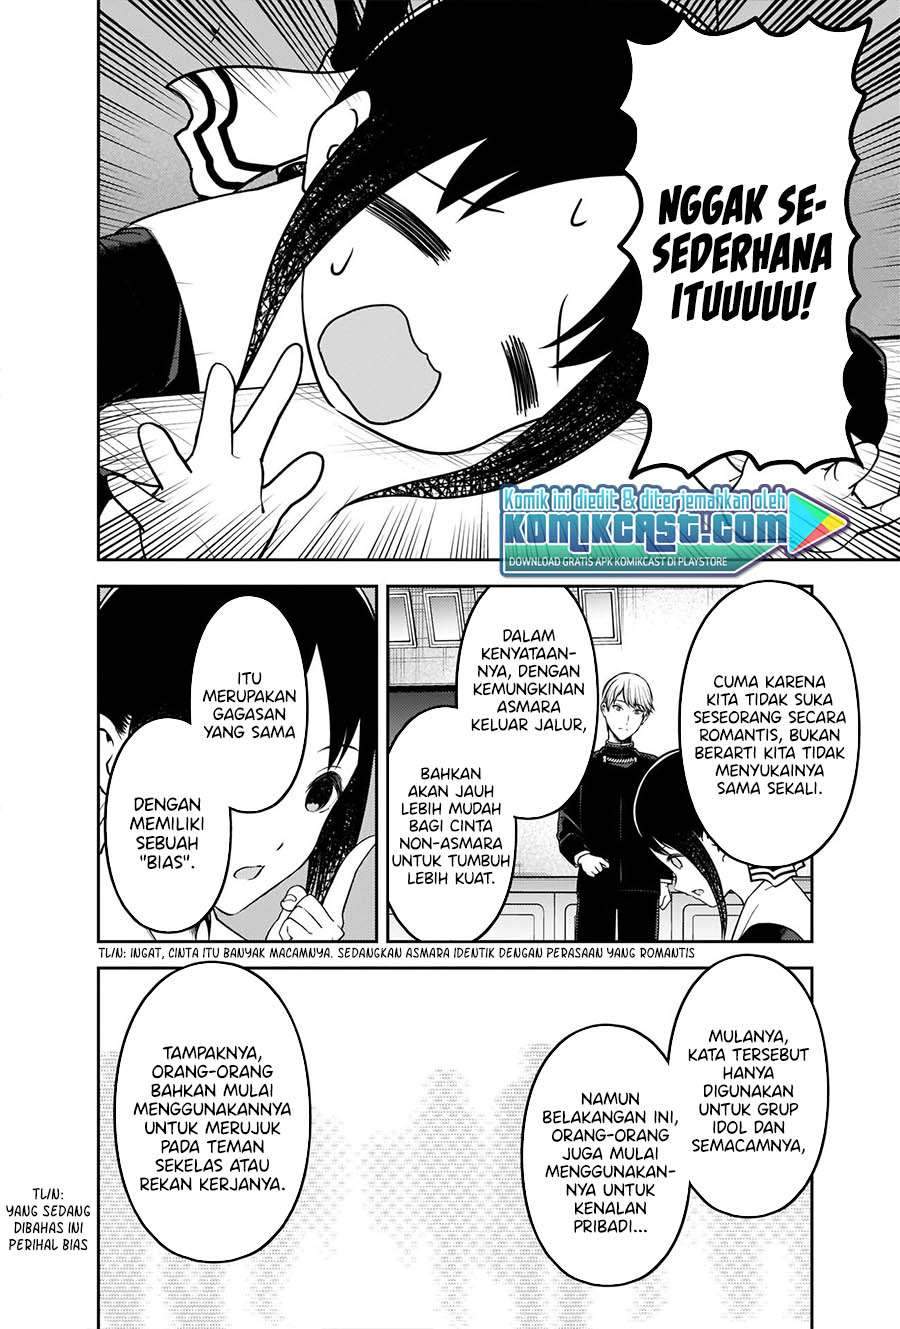 NGGAK SE-
SEDERHANA
ITUUUUU!
Komik ini diedit & diterjemahkan oleh
KOMIKCAST.COM
DOWNLOAD GRATIS APK KOMIKCAST DI PLAYSTORE
CUMA KARENA
KITA TIDAK SUKA
SESEORANG SECARA
ROMANTIS, BUKAN
BERARTI KITA TIDAK
MENYUKAINYA
SAMA SEKALI.
DALAM
KENYATAAN-
NYA, DENGAN
KEMUNGKINAN
ASMARA
KELUAR JALUR,
BAHKAN
AKAN JAUH
LEBIH MUDAH
BAGI CINTA
NON-ASMARA
UNTUK TUMBUH
LEBIH KUAT.
ITU
MERUPAKAN
GAGASAN
YANG SAMA
DENGAN
MEMILIKI
SEBUAH
"BIAS".
TL/N: INGAT, CINTA ITU BANYAK MACAMNYA. SEDANGKAN ASMARA IDENTIK DENGAN PERASAAN YANG ROMANTIS
MULANYA,
KATA TERSEBUT
HANYA
DIGUNAKAN
UNTUK GRUP
IDOL DAN
SEMACAMNYA,
NAMUN
BELAKANGAN INI,
ORANG-ORANG
JUGA MULAI
MENGGUNAKAN-
NYA UNTUK
KENALAN
PRIBADI...
TAMPAKNYA,
ORANG-ORANG
BAHKAN MULAI
MENGGUNAKANNYA
UNTUK MERUJUK
PADA TEMAN
SEKELAS ATAU
REKAN KERJANYA.
TL/N:
YANG SEDANG
DIBAHAS INI
PERIHAL BIAS